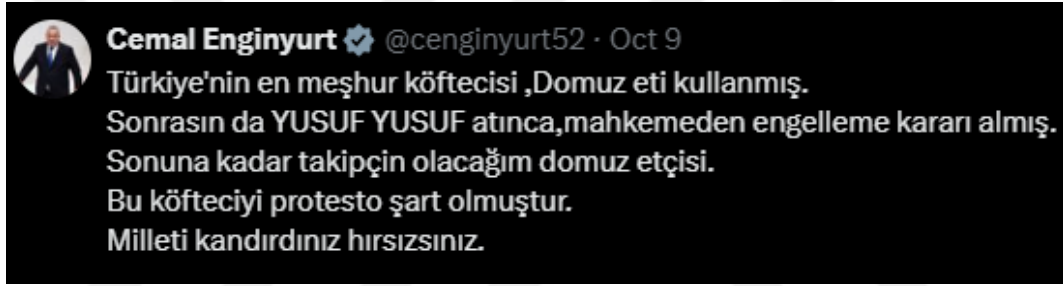 Cemal Enginyurt @cenginyurt52 · Oct 9
Türkiye'nin en meşhur köftecisi ,Domuz eti kullanmış.
Sonrasın da YUSUF YUSUF atınca,mahkemeden engelleme kararı almış.
Sonuna kadar takipçin olacağım domuz etçisi.
Bu köfteciyi protesto şart olmuştur.
Milleti kandırdınız hırsızsınız.